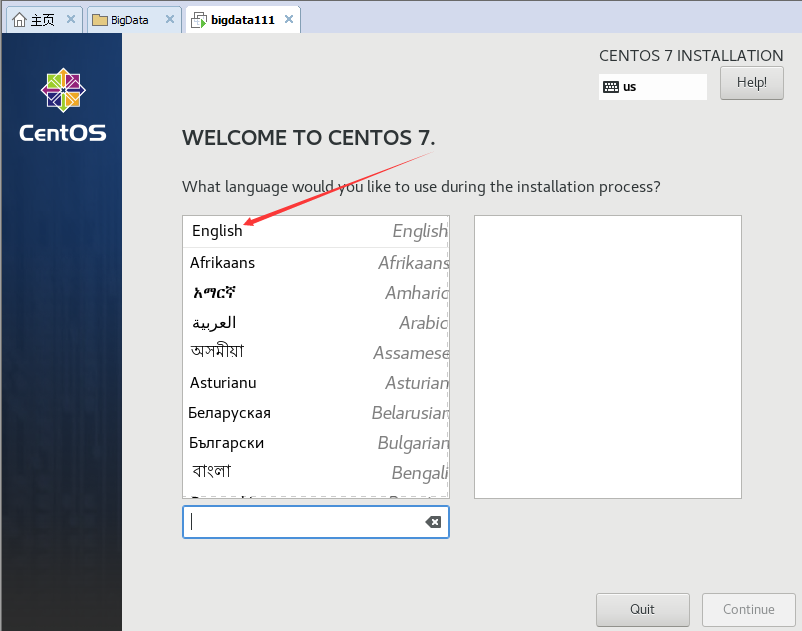 主页
BigData
bigdata111
CENTOS 7 INSTALLATION
us
Help!
CentOS
WELCOME TO CENTOS 7.
What language would you like to use during the installation process?
English English
Afrikaans Afrikaans
አማርኛ Amharic
العربية Arabic
অসমীয়া Assamese
Asturianu Asturian
Беларуская Belarusian
Български Bulgarian
বাংলা Bengali
Quit
Continue